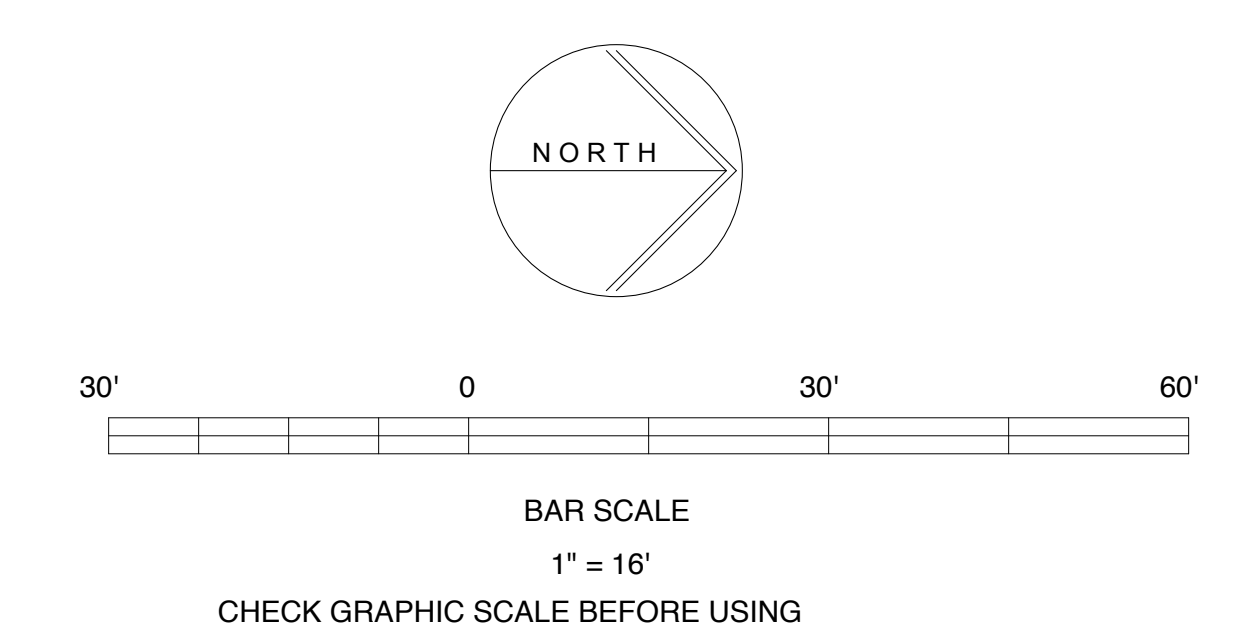 NORTH
30' 0 30' 60'
BAR SCALE
1" = 16'
CHECK GRAPHIC SCALE BEFORE USING